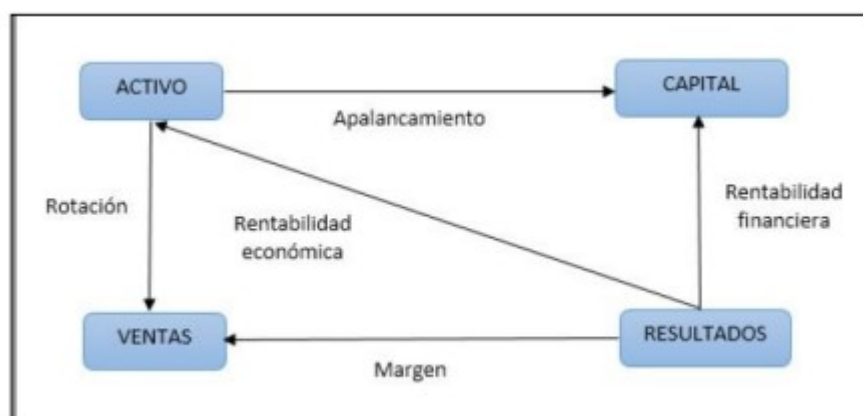 ACTIVO
CAPITAL
Apalancamiento
Rotación
Rentabilidad
económica
Rentabilidad
financiera
VENTAS
RESULTADOS
Margen